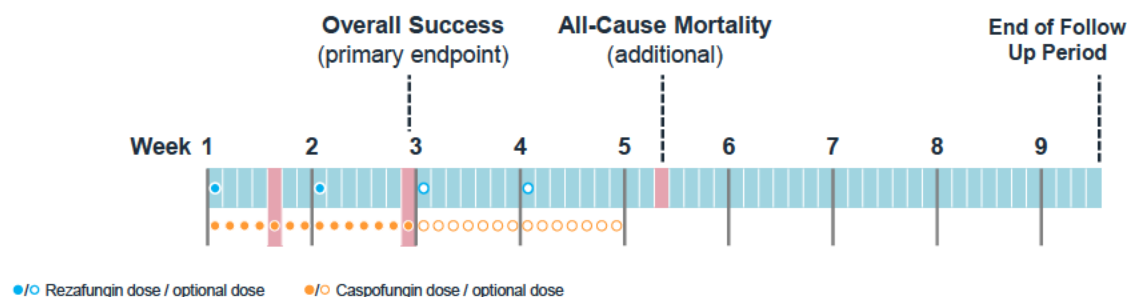 Overall Success
(primary endpoint)
All-Cause Mortality
(additional)
End of Follow
Up Period
Week 1 2 3 4 5 6 7 8 9
/ Rezafungin dose / optional dose
/ Caspofungin dose / optional dose